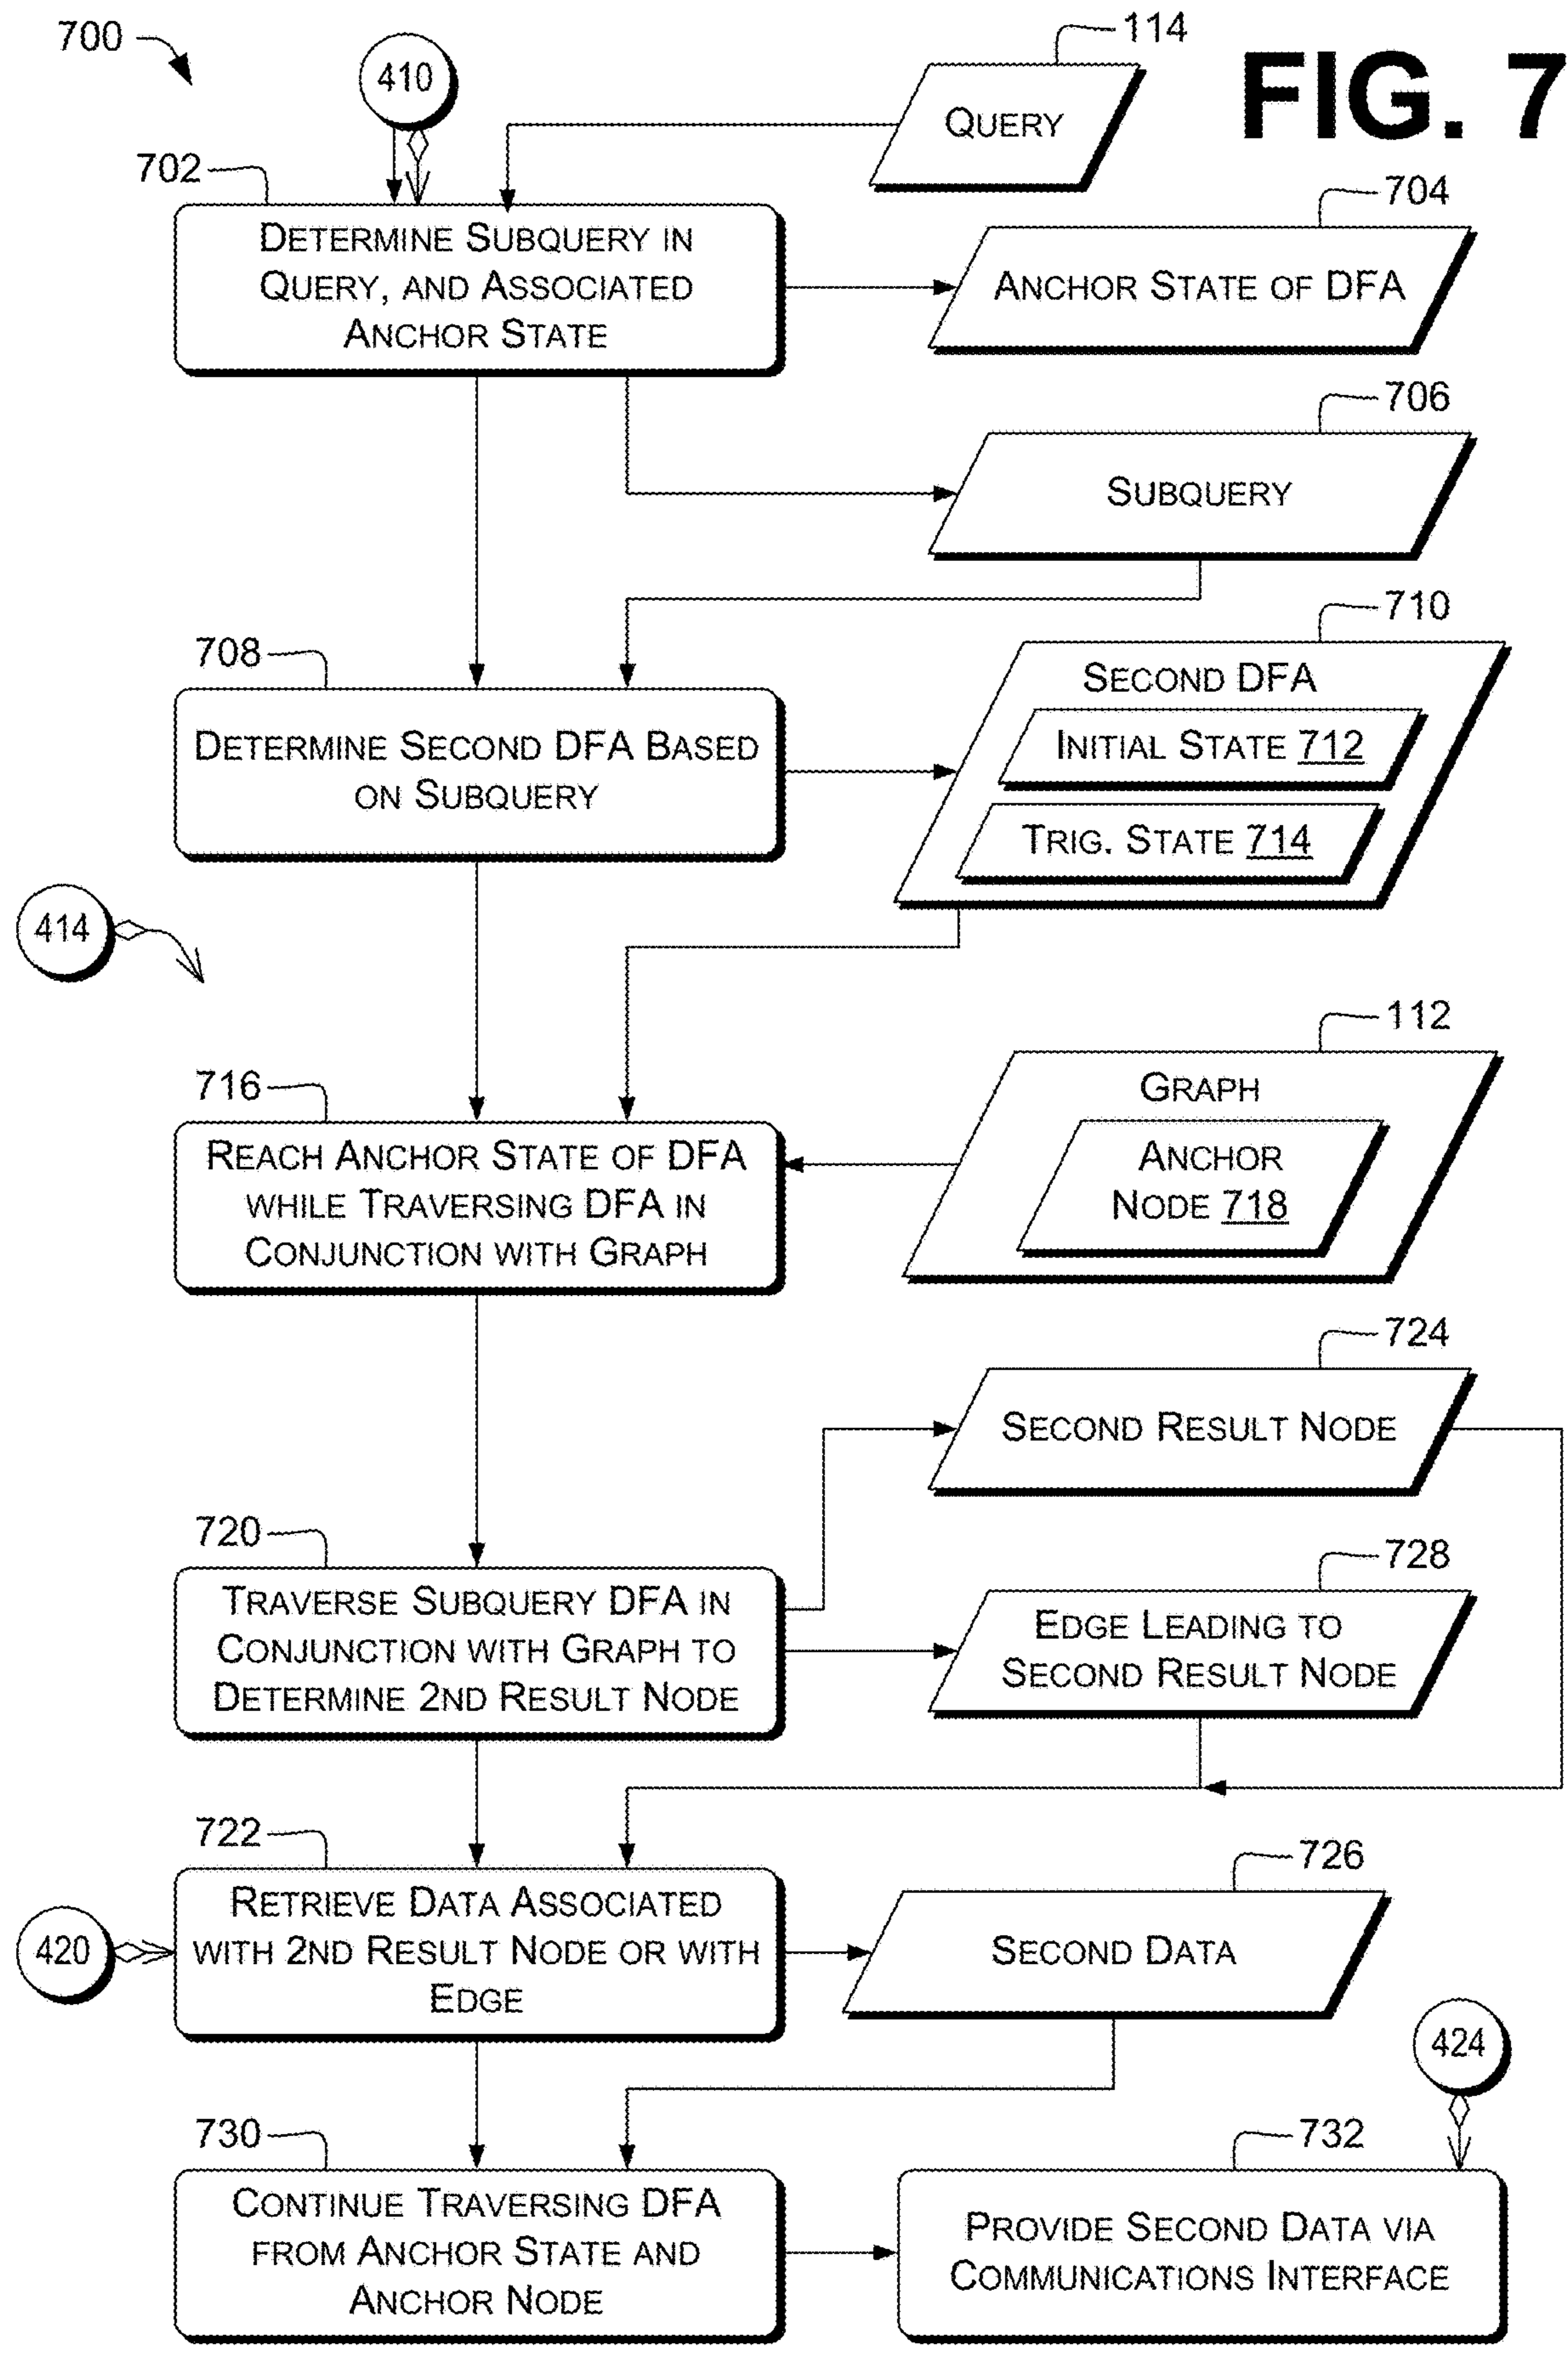 700
410
114
FIG. 7
QUERY
702
704
DETERMINE SUBQUERY IN
QUERY, AND ASSOCIATED
ANCHOR STATE
ANCHOR STATE OF DFA
706
SUBQUERY
708
710
DETERMINE SECOND DFA BASED
ON SUBQUERY
SECOND DFA
INITIAL STATE 712
TRIG. STATE 714
414
112
716
GRAPH
ANCHOR
NODE 718
REACH ANCHOR STATE OF DFA
WHILE TRAVERSING DFA IN
CONJUNCTION WITH GRAPH
724
SECOND RESULT NODE
720
728
TRAVERSE SUBQUERY DFA IN
CONJUNCTION WITH GRAPH TO
DETERMINE 2ND RESULT NODE
EDGE LEADING TO
SECOND RESULT NODE
722
726
420
RETRIEVE DATA ASSOCIATED
WITH 2ND RESULT NODE OR WITH
EDGE
SECOND DATA
424
730
732
CONTINUE TRAVERSING DFA
FROM ANCHOR STATE AND
ANCHOR NODE
PROVIDE SECOND DATA VIA
COMMUNICATIONS INTERFACE